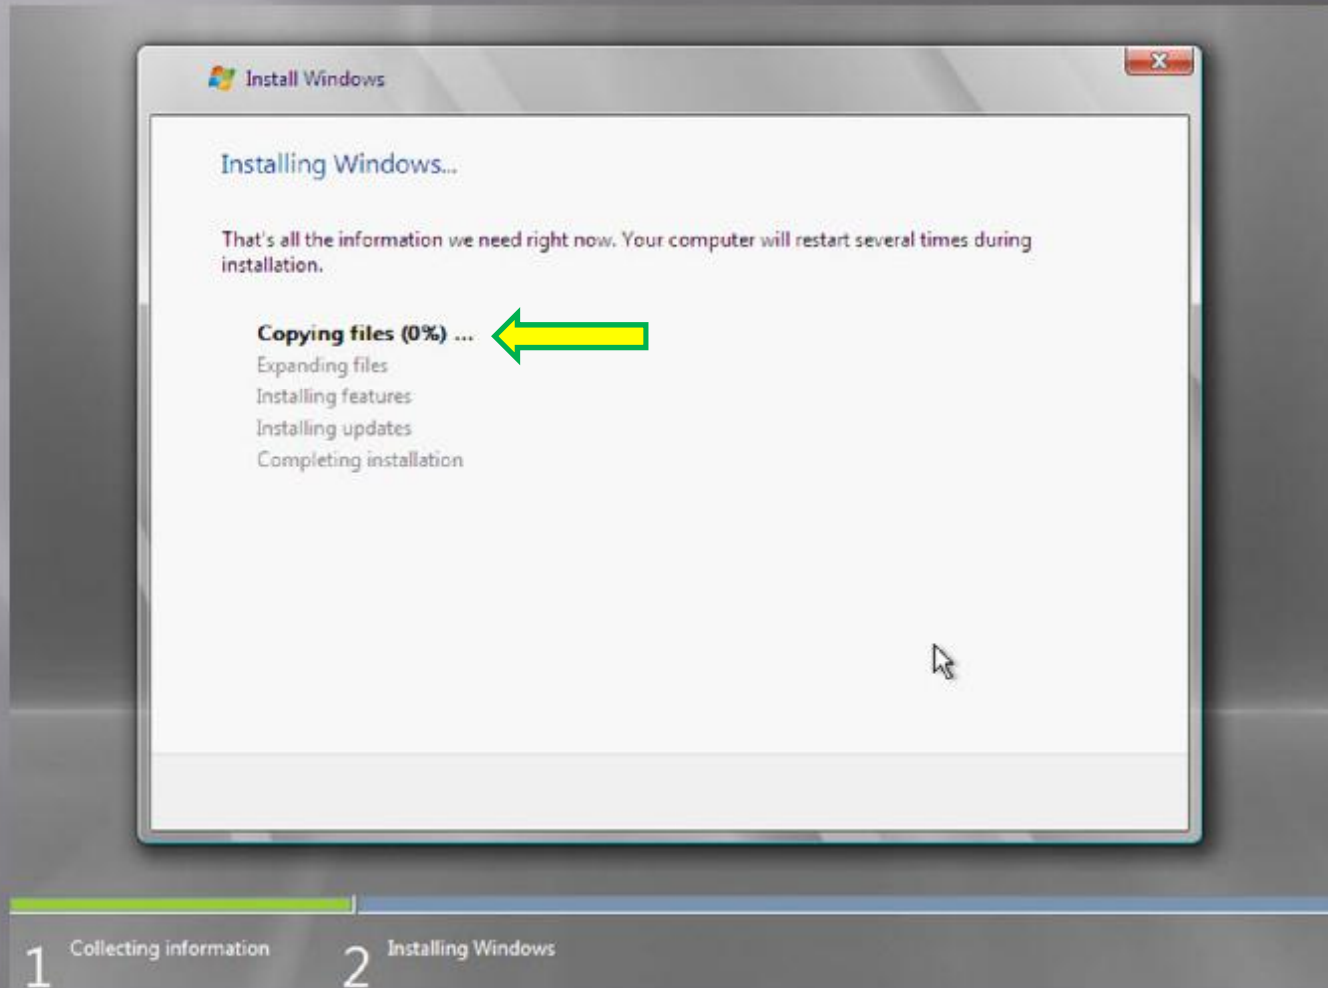 Install Windows
Installing Windows...
That's all the information we need right now. Your computer will restart several times during
installation.
Copying files (0%) ...
Expanding files
Installing features
Installing updates
Completing installation
1 Collecting information 2 Installing Windows